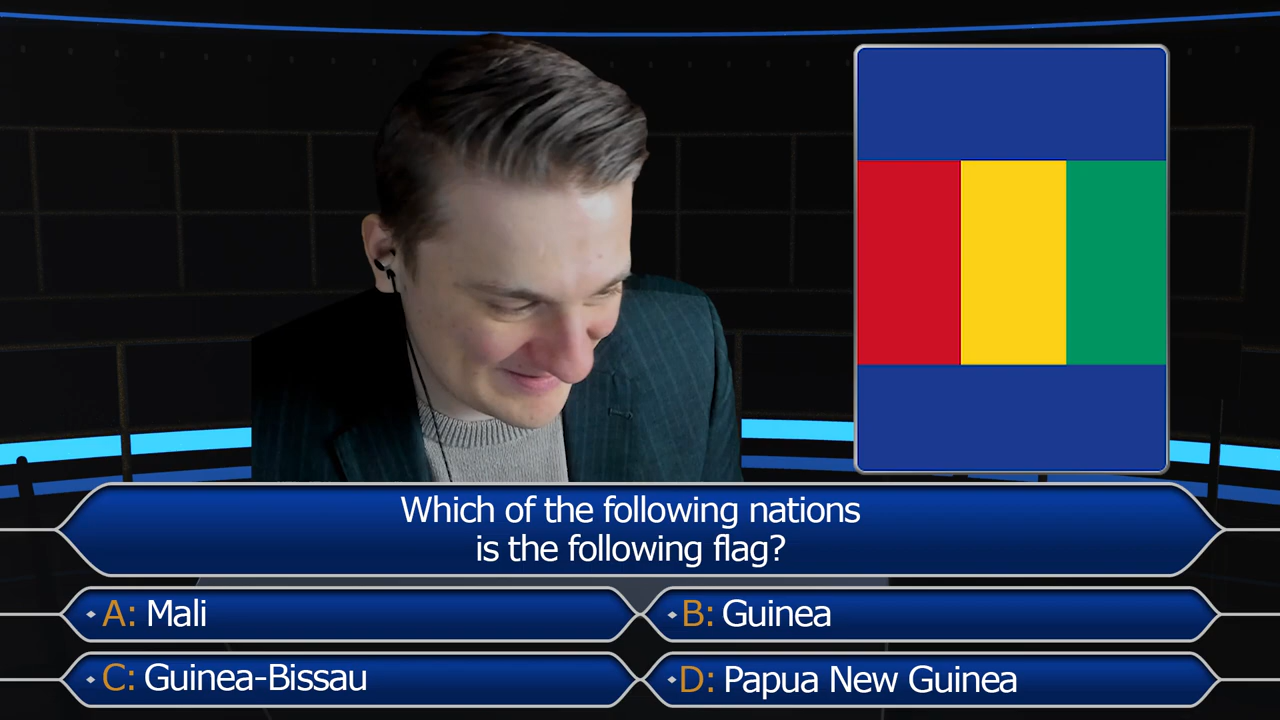 Which of the following nations
is the following flag?
A: Mali
B: Guinea
C: Guinea-Bissau
D: Papua New Guinea